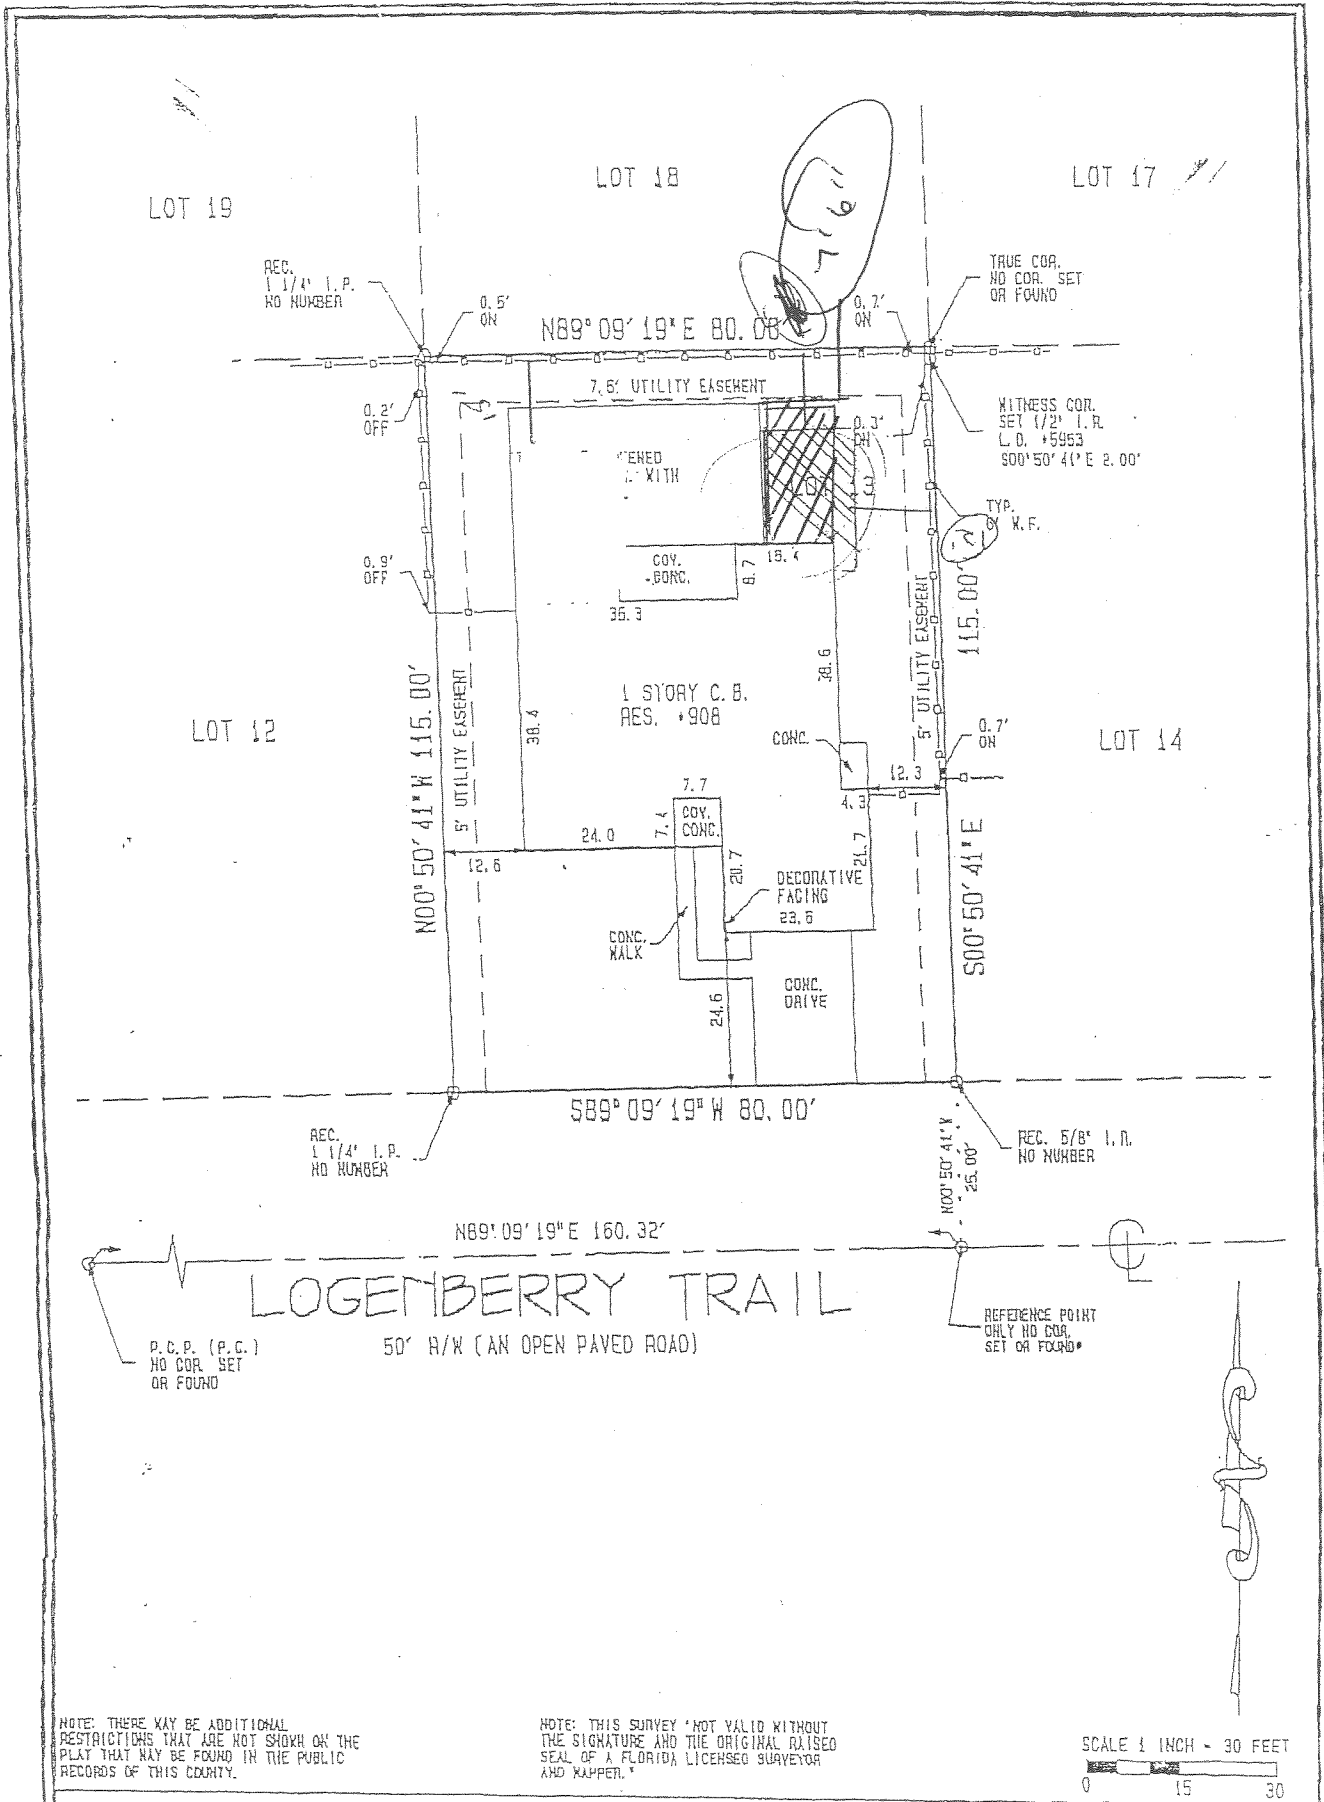 LOT 18
LOT 17
LOT 19
7'6"
REC.
1 1/4" I.P.
NO NUMBER
TRUE COR.
NO COR. SET
OR FOUND
0.5'
ON
0.7'
ON
N89°09'19"E 80.00'
7.5' UTILITY EASEMENT
0.2'
OFF
0.3'
ON
WITNESS COR.
SET 1/2" I.R.
L.D. #5953
S00°50'41"E 2.00'
ENED
WITH
TYP.
6' W.F.
0.9'
OFF
COV.
CONC.
8.7
15.4
35.3
115.00'
38.6
5' UTILITY EASEMENT
1 STORY C.B.
RES. #908
LOT 12
N00°50'41"W 115.00'
5' UTILITY EASEMENT
38.4
CONC.
0.7'
ON
LOT 14
12.3
7.7
4.3
7.4
COV.
CONC.
24.0
12.6
20.7
21.7
DECORATIVE
FACING
23.6
S00°50'41"E
CONC.
WALK
CONC.
DRIVE
24.6
S89°09'19"W 80.00'
REC.
1 1/4" I.P.
NO NUMBER
N00°50'41"W
25.00'
REC. 5/8" I.R.
NO NUMBER
N89°09'19"E 160.32'
LOGENBERRY TRAIL
50' R/W (AN OPEN PAVED ROAD)
P.C.P. (P.C.)
NO COR. SET
OR FOUND
REFERENCE POINT
ONLY NO COR.
SET OR FOUND
NOTE: THERE MAY BE ADDITIONAL
RESTRICTIONS THAT ARE NOT SHOWN ON THE
PLAT THAT MAY BE FOUND IN THE PUBLIC
RECORDS OF THIS COUNTY.
NOTE: THIS SURVEY "NOT VALID WITHOUT
THE SIGNATURE AND THE ORIGINAL RAISED
SEAL OF A FLORIDA LICENSED SURVEYOR
AND MAPPER."
SCALE 1 INCH = 30 FEET
0 15 30